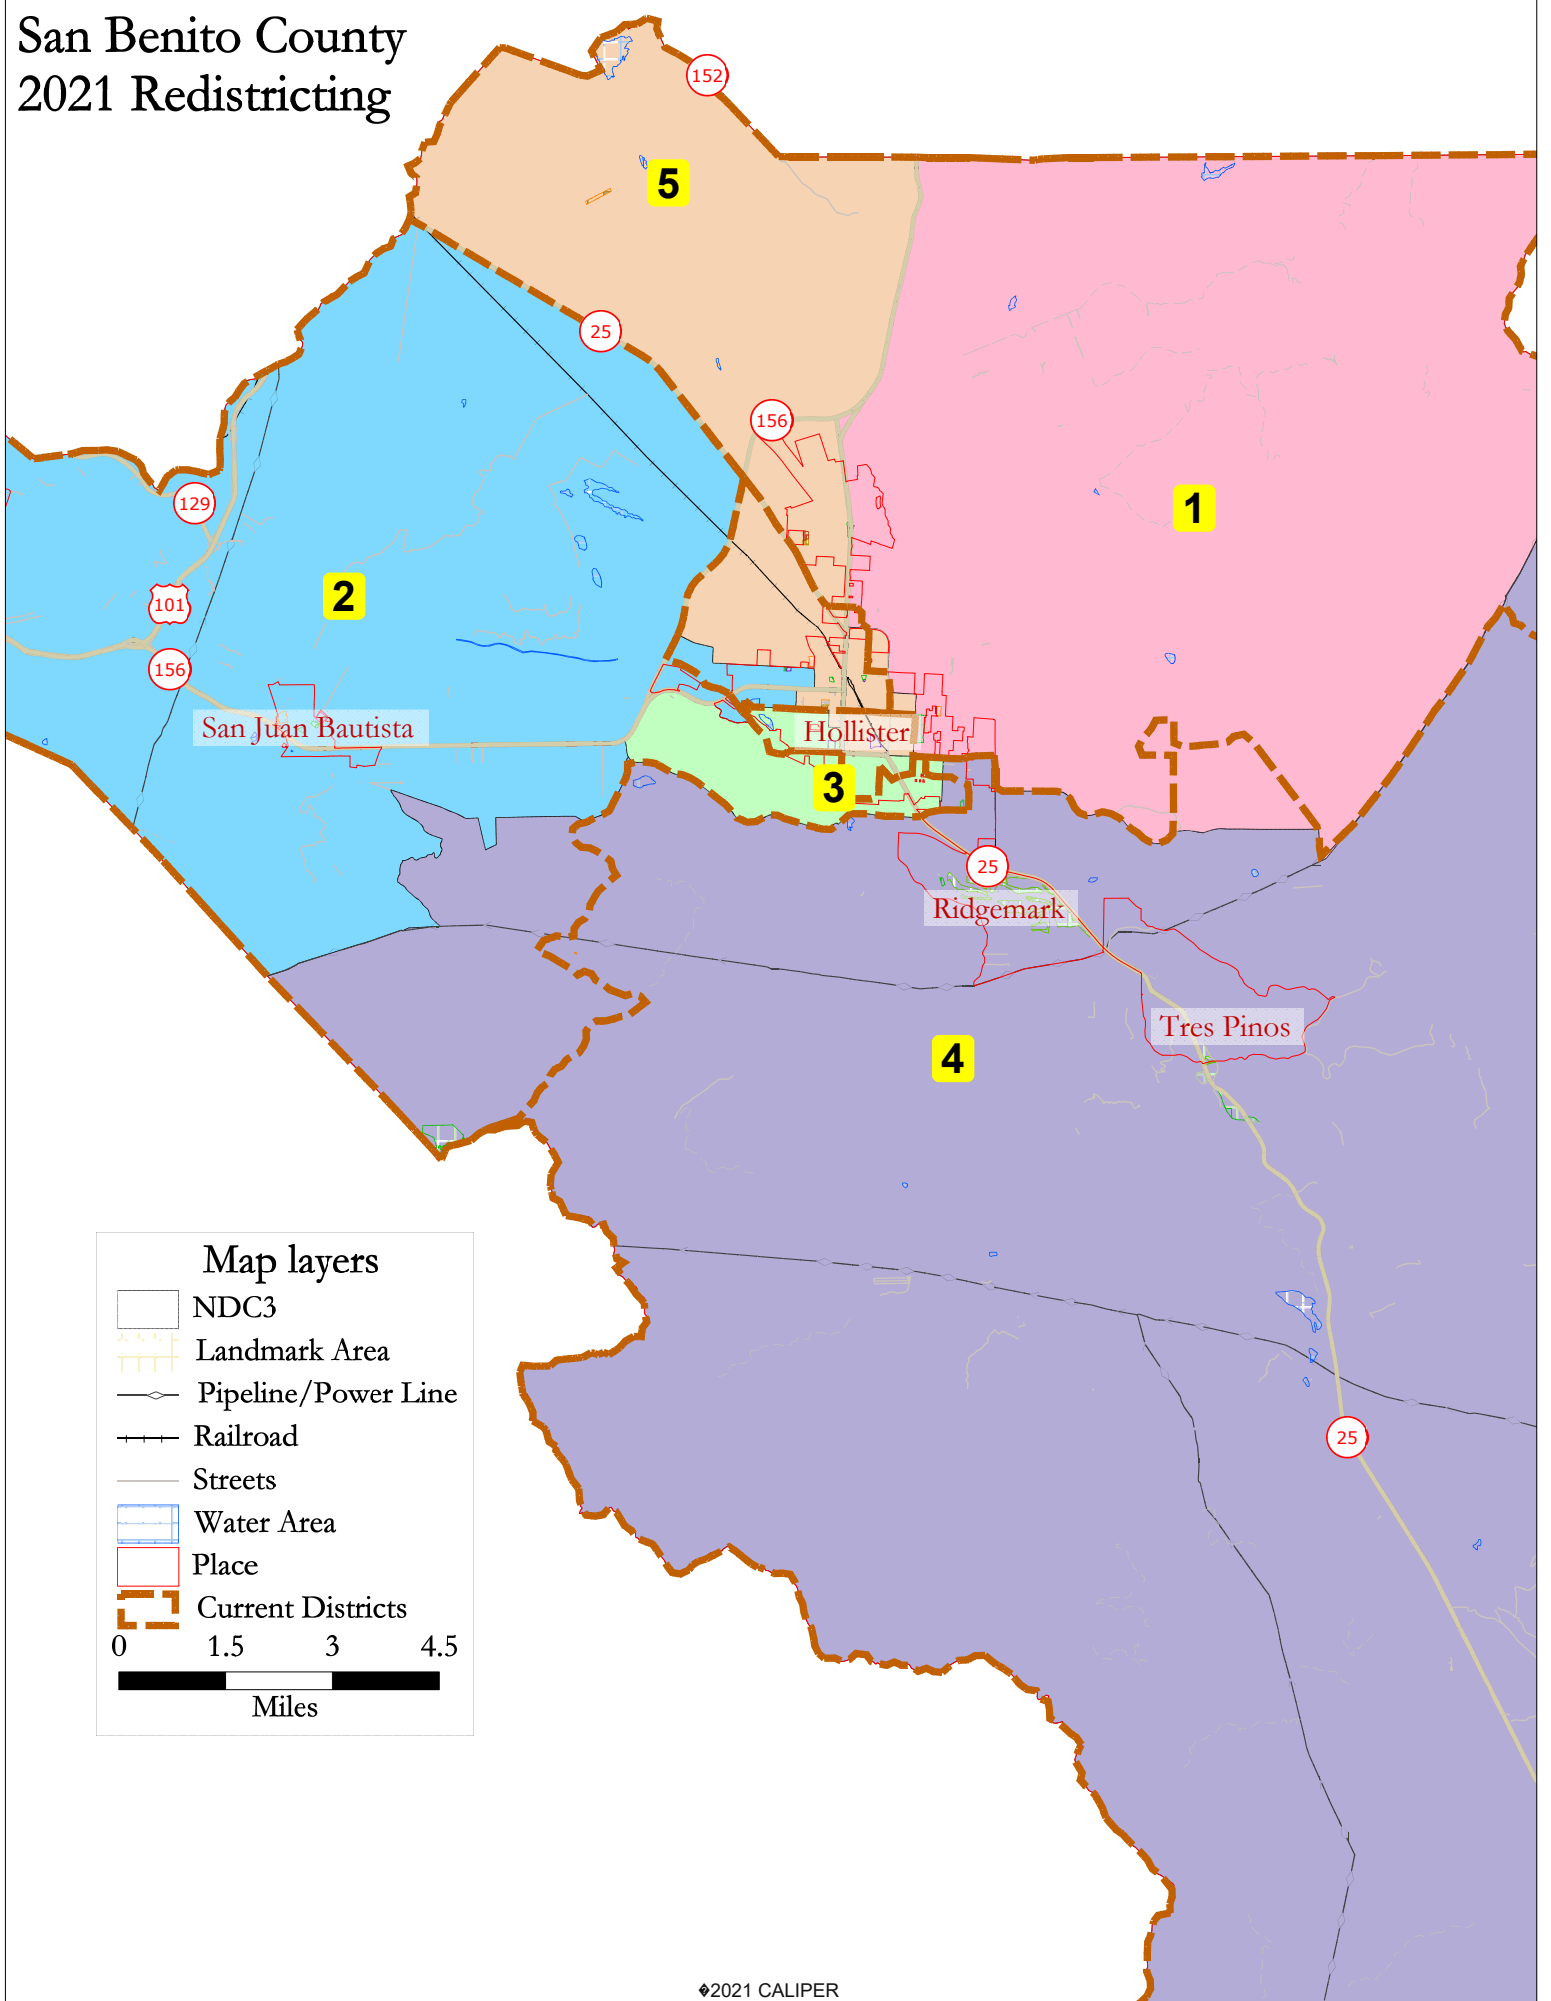 San Benito County
2021 Redistricting
152
5
25
156
1
129
2
101
156
San Juan Bautista
Hollister
3
25
Ridgemark
Tres Pinos
4
Map layers
NDC3
Landmark Area
Pipeline/Power Line
Railroad
Streets
Water Area
Place
Current Districts
0 1.5 3 4.5
Miles
25
�2021 CALIPER